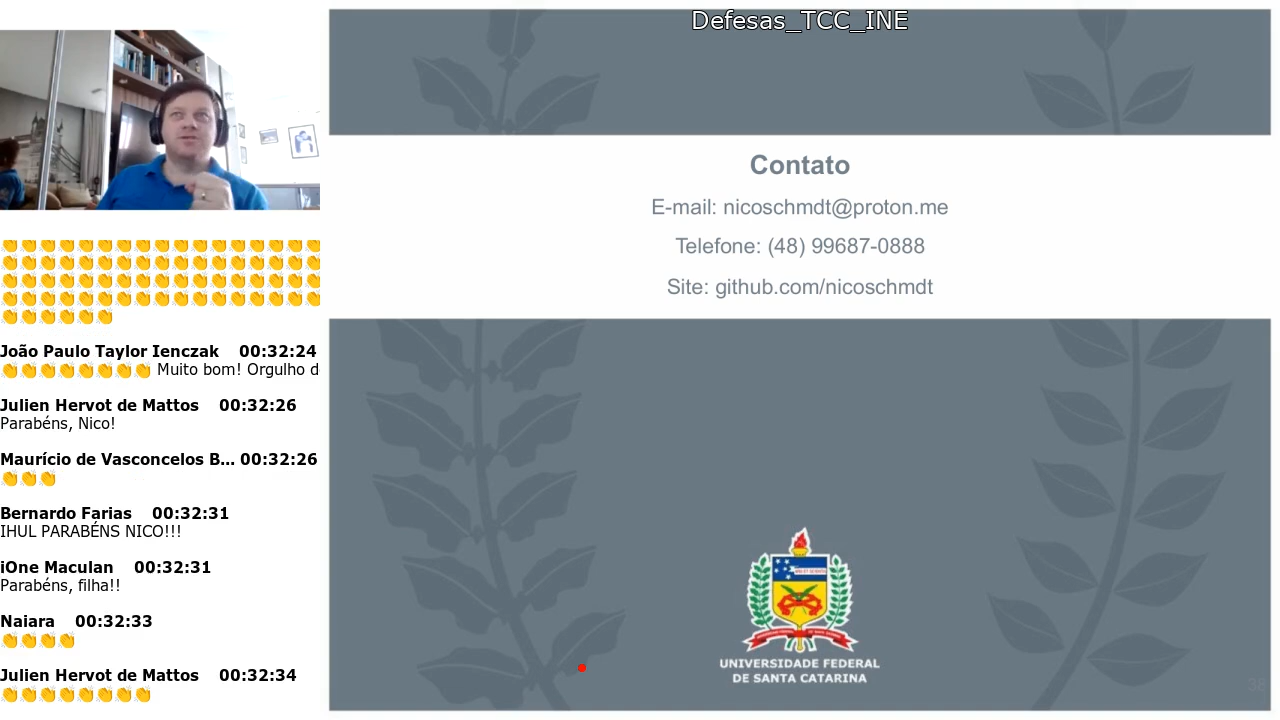 Defesas_TCC_INE
Contato
E-mail: nicoschmdt@proton.me
Telefone: (48) 99687-0888
Site: github.com/nicoschmdt
👏👏👏👏👏👏👏👏👏👏👏👏👏👏👏👏👏
👏👏👏👏👏👏👏👏👏👏👏👏👏👏👏👏👏
👏👏👏👏👏👏👏👏👏👏👏👏👏👏👏👏👏
👏👏👏👏👏👏👏👏👏👏👏👏👏👏👏👏👏
👏👏👏👏👏👏
João Paulo Taylor Ienczak 00:32:24
👏👏👏👏👏👏👏👏 Muito bom! Orgulho d
Julien Hervot de Mattos 00:32:26
Parabéns, Nico!
Maurício de Vasconcelos B... 00:32:26
👏👏👏
Bernardo Farias 00:32:31
IHUL PARABÉNS NICO!!!
iOne Maculan 00:32:31
Parabéns, filha!!
Naiara 00:32:33
👏👏👏👏
Julien Hervot de Mattos 00:32:34
👏👏👏👏👏👏👏👏
UNIVERSIDADE FEDERAL
DE SANTA CATARINA
38